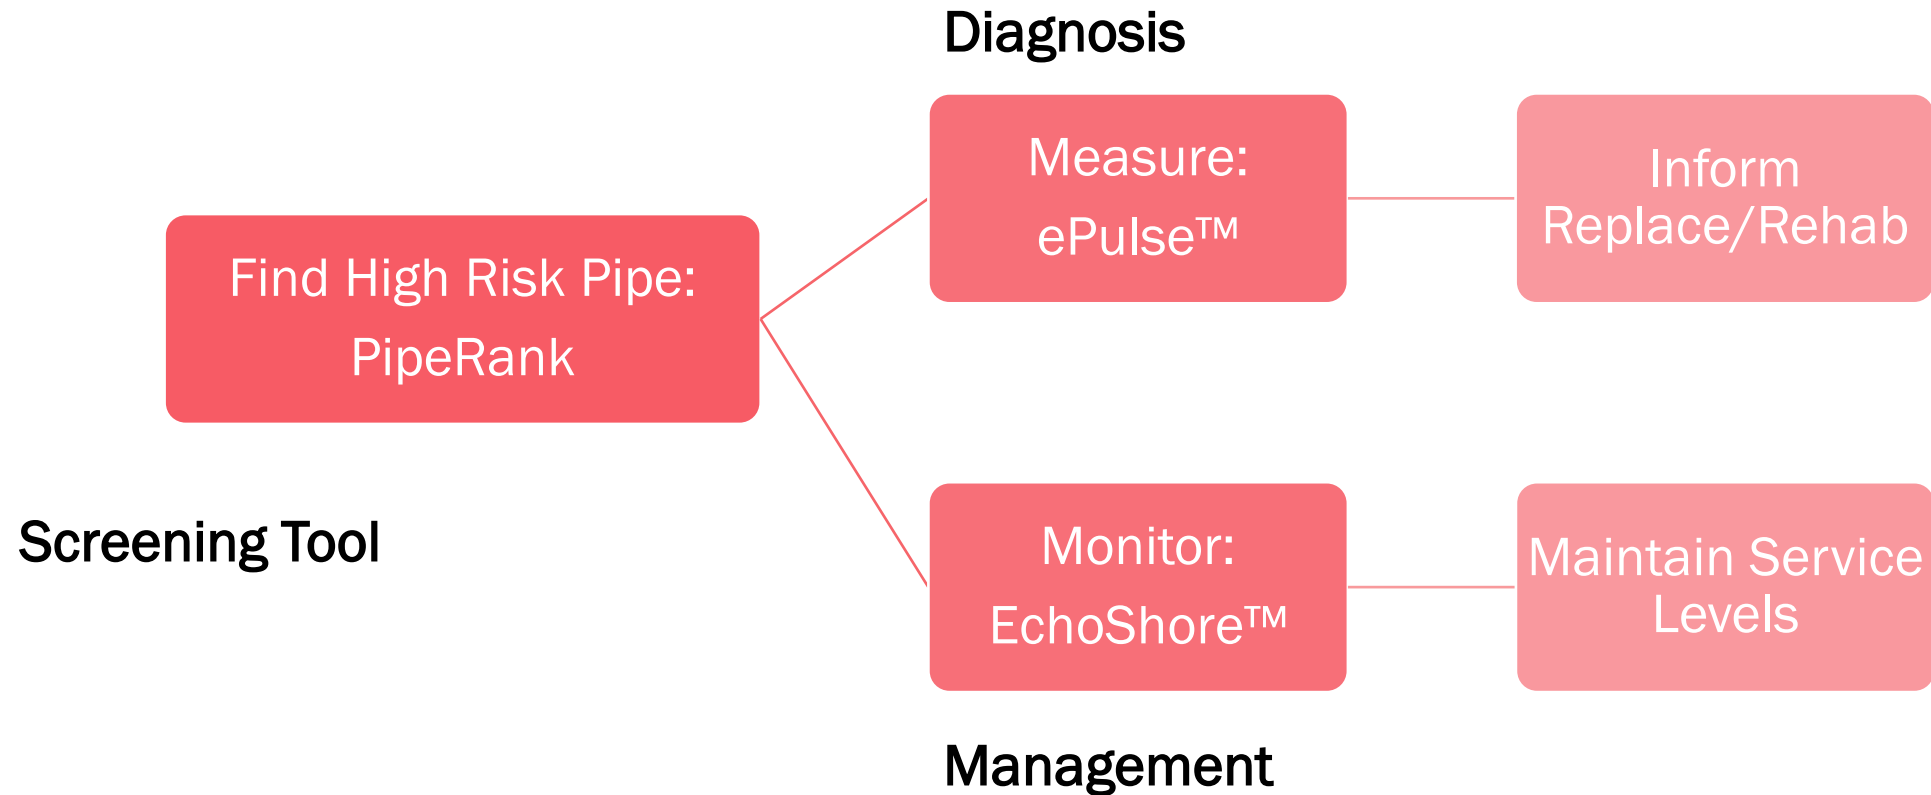 Diagnosis
Measure:
ePulse™
Inform
Replace/Rehab
Find High Risk Pipe:
PipeRank
Screening Tool
Monitor:
EchoShore™
Maintain Service
Levels
Management